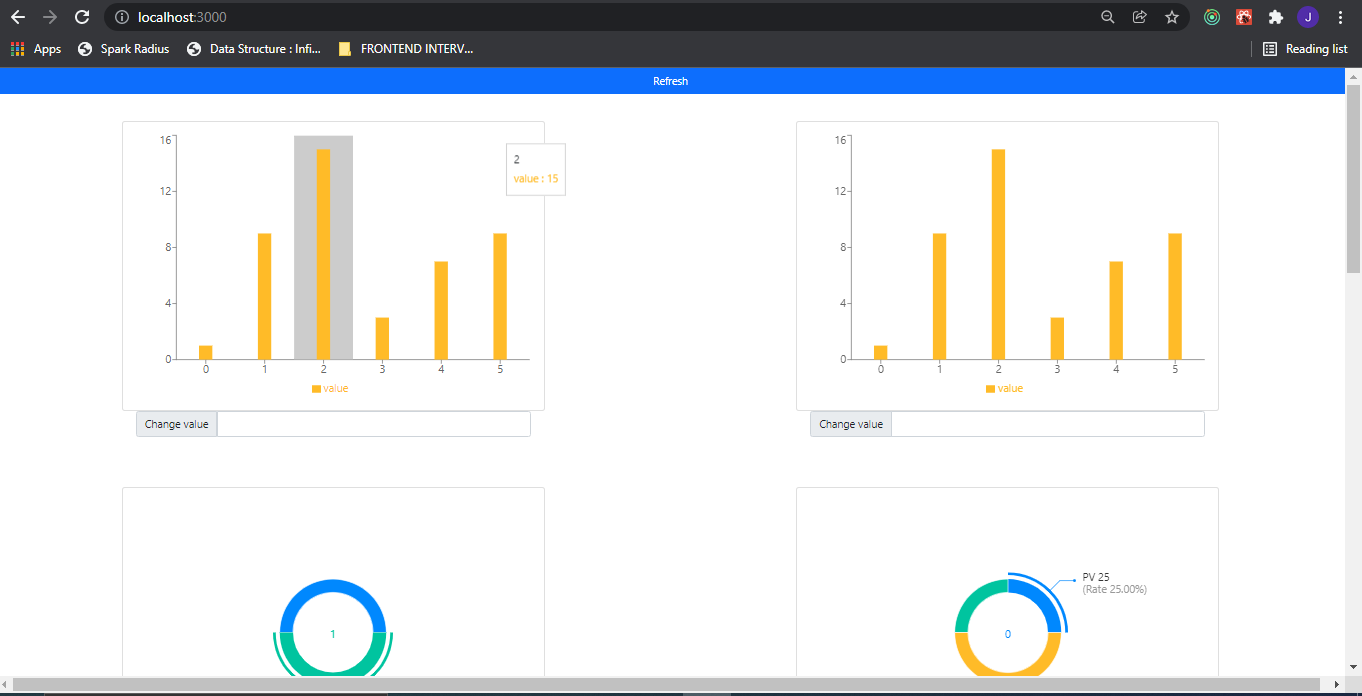 localhost:3000
J
Apps
Spark Radius
Data Structure : Infi...
FRONTEND INTERV...
Reading list
Refresh
16
12
8
4
0
0 1 2 3 4 5
value
2
value : 15
Change value
16
12
8
4
0
0 1 2 3 4 5
value
Change value
1
0
PV 25
(Rate 25.00%)